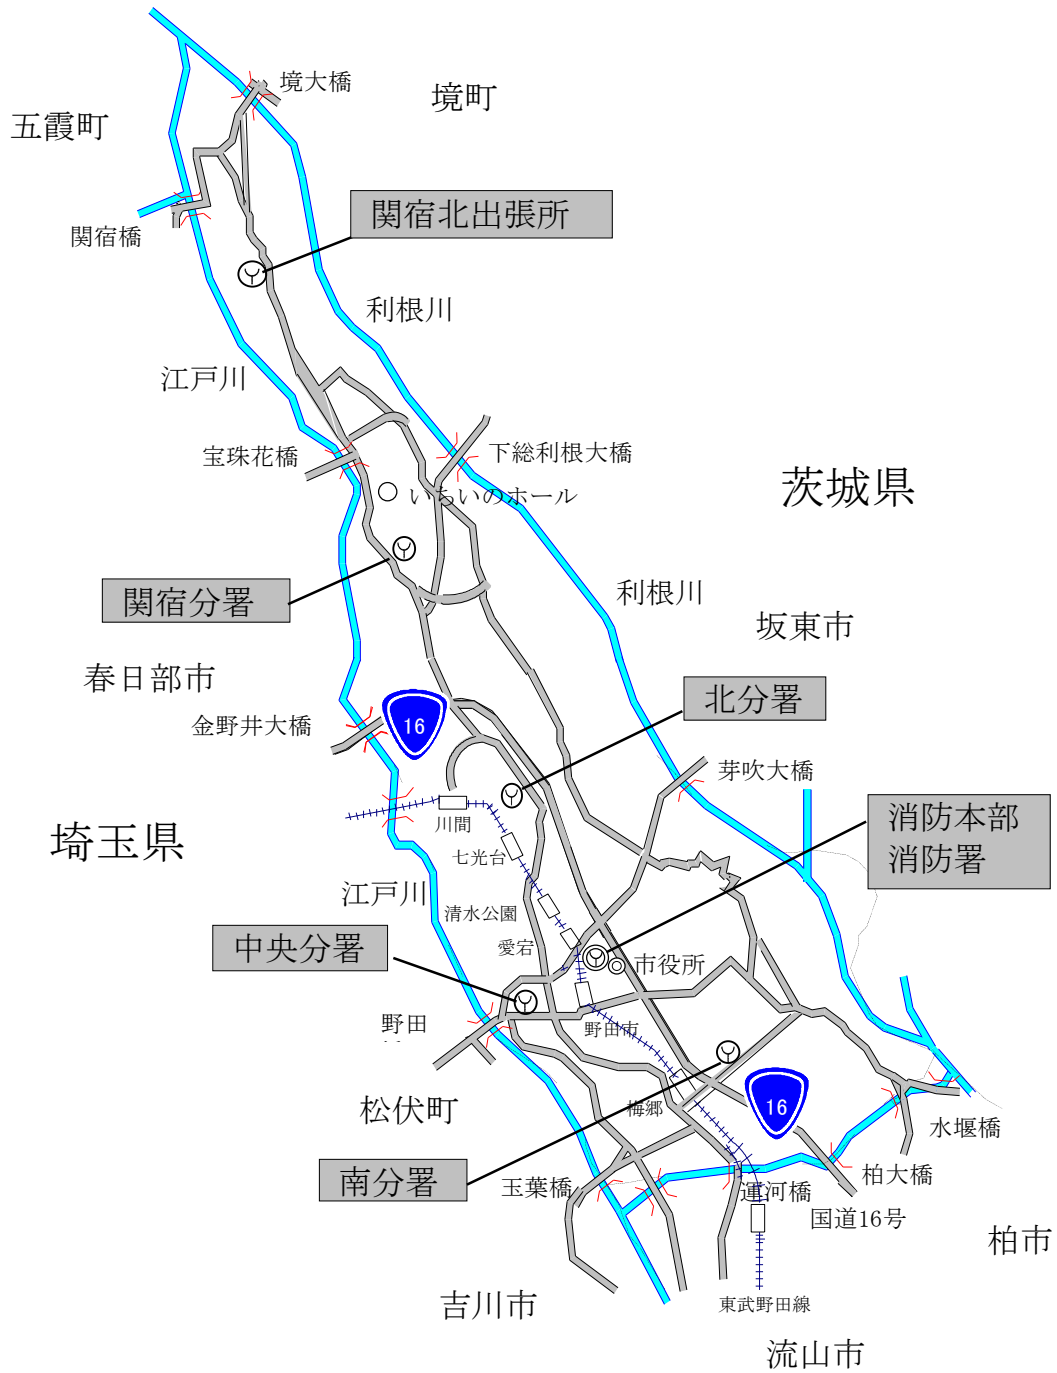 境大橋
境町
五霞町
関宿北出張所
関宿橋
利根川
江戸川
宝珠花橋
下総利根大橋
茨城県
いちいのホール
関宿分署
利根川
坂東市
春日部市
北分署
金野井大橋
16
芽吹大橋
川間
消防本部
消防署
埼玉県
七光台
江戸川
清水公園
中央分署
愛宕
市役所
野田
野田市
梅郷
16
松伏町
水堰橋
南分署
玉葉橋
運河橋
柏大橋
国道16号
柏市
吉川市
東武野田線
流山市